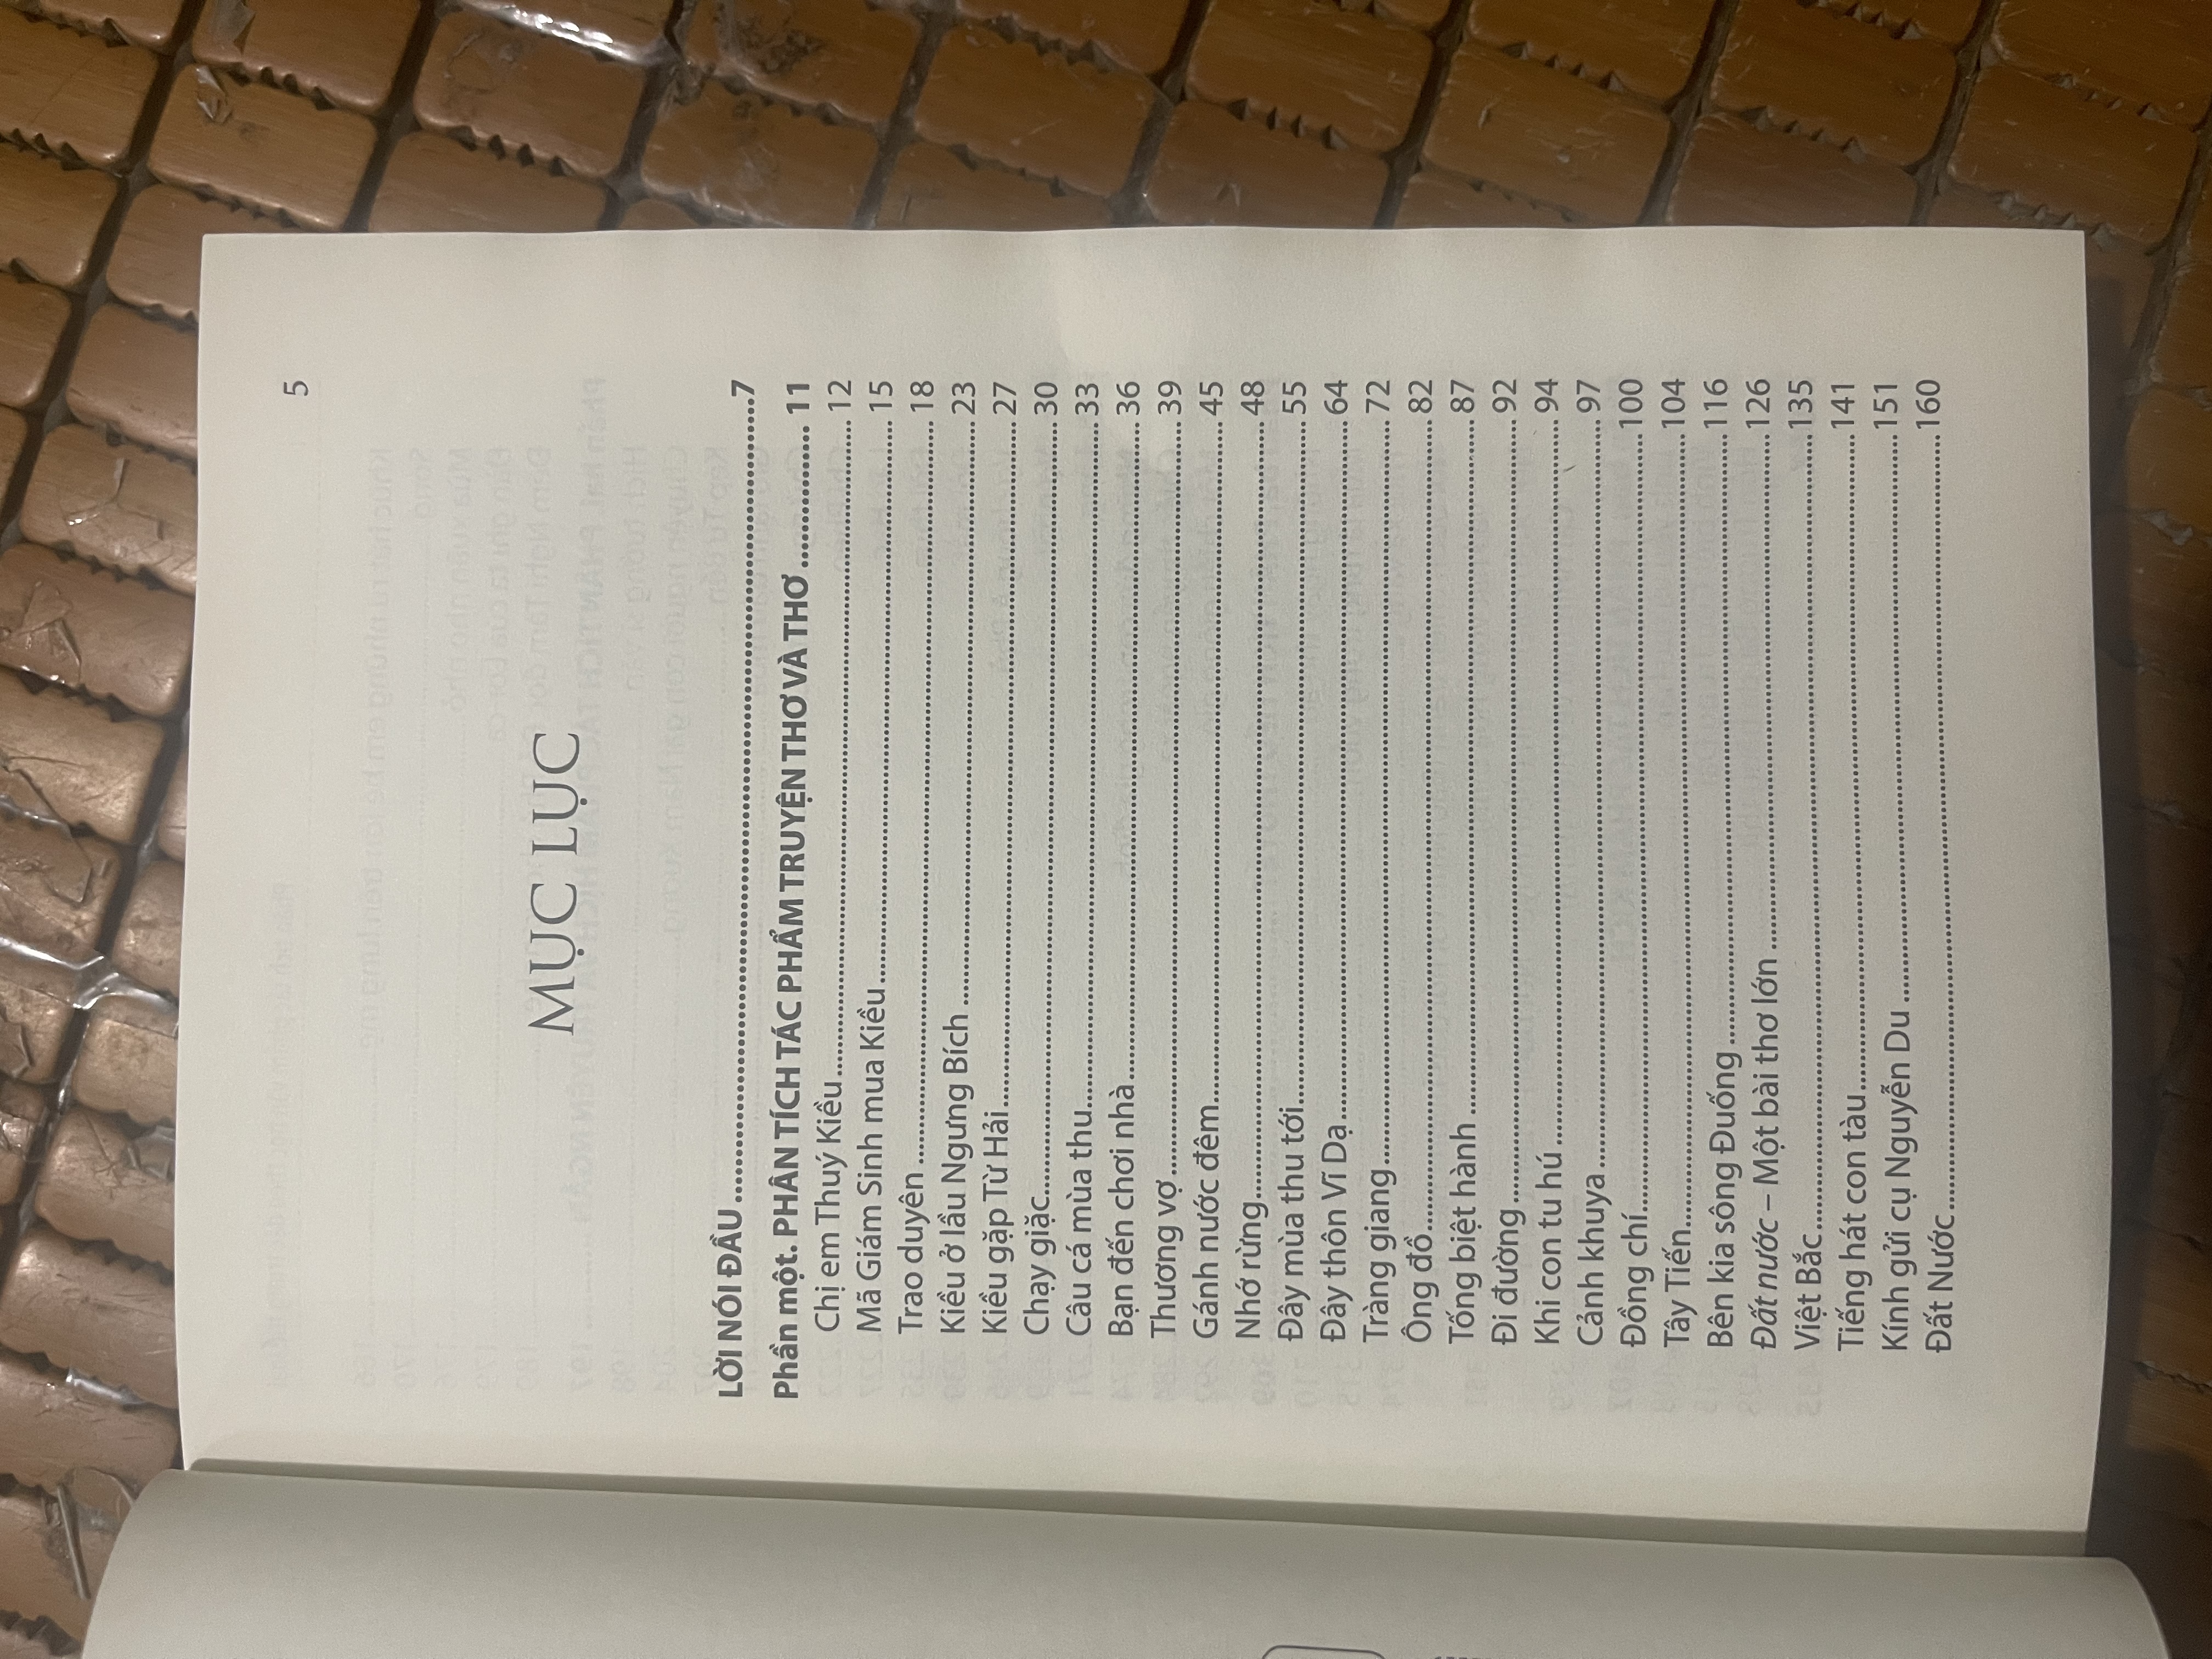 5
MỤC LỤC
LỜI NÓI ĐẦU..........7
Phần một. PHÂN TÍCH TÁC PHẨM TRUYỆN THƠ VÀ THƠ.......... 11
Chị em Thuý Kiều.......... 12
Mã Giám Sinh mua Kiều.......... 15
Trao duyên.......... 18
Kiều ở lầu Ngưng Bích.......... 23
Kiều gặp Từ Hải.......... 27
Chạy giặc.......... 30
Câu cá mùa thu.......... 33
Bạn đến chơi nhà.......... 36
Thương vợ.......... 39
Gánh nước đêm.......... 45
Nhớ rừng.......... 48
Đây mùa thu tới.......... 55
Đây thôn Vĩ Dạ.......... 64
Tràng giang.......... 72
Ông đồ.......... 82
Tống biệt hành.......... 87
Đi đường.......... 92
Khi con tu hú.......... 94
Cảnh khuya.......... 97
Đồng chí.......... 100
Tây Tiến.......... 104
Bên kia sông Đuống.......... 116
Đất nước – Một bài thơ lớn.......... 126
Việt Bắc.......... 135
Tiếng hát con tàu.......... 141
Kính gửi cụ Nguyễn Du.......... 151
Đất Nước.......... 160